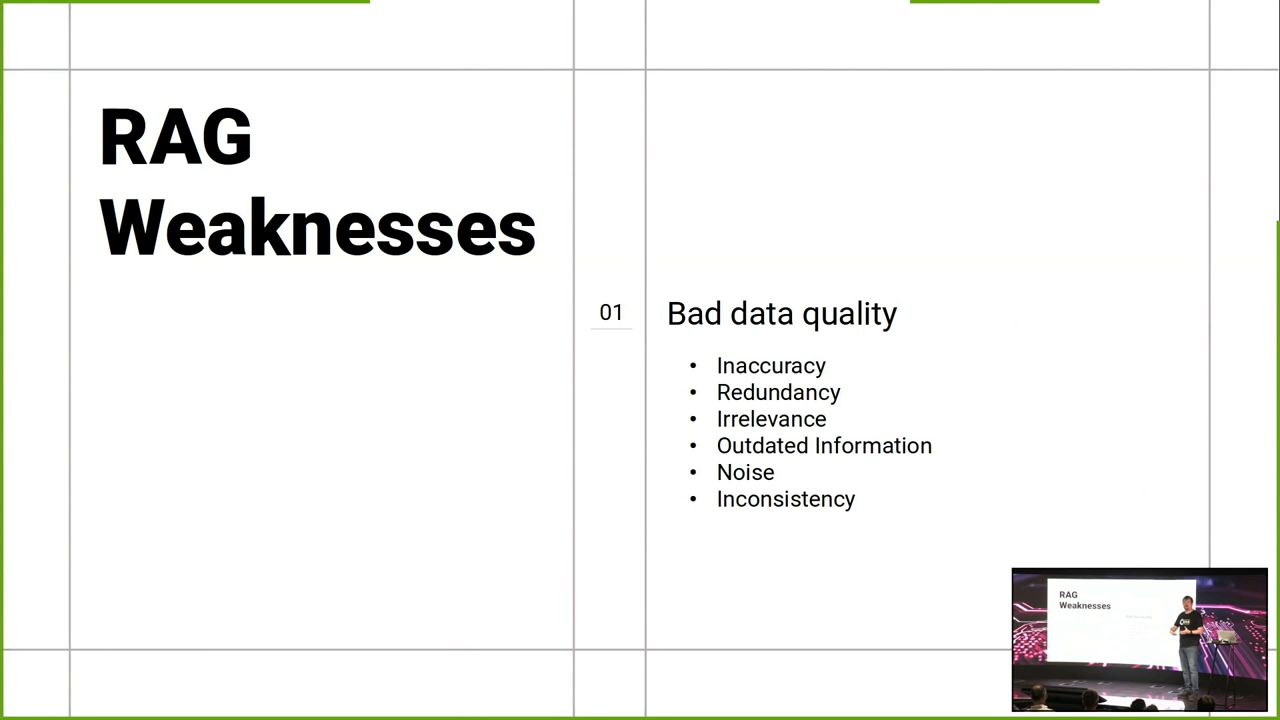 RAG
Weaknesses
01
Bad data quality
• Inaccuracy
• Redundancy
• Irrelevance
• Outdated Information
• Noise
• Inconsistency
RAG
Weaknesses